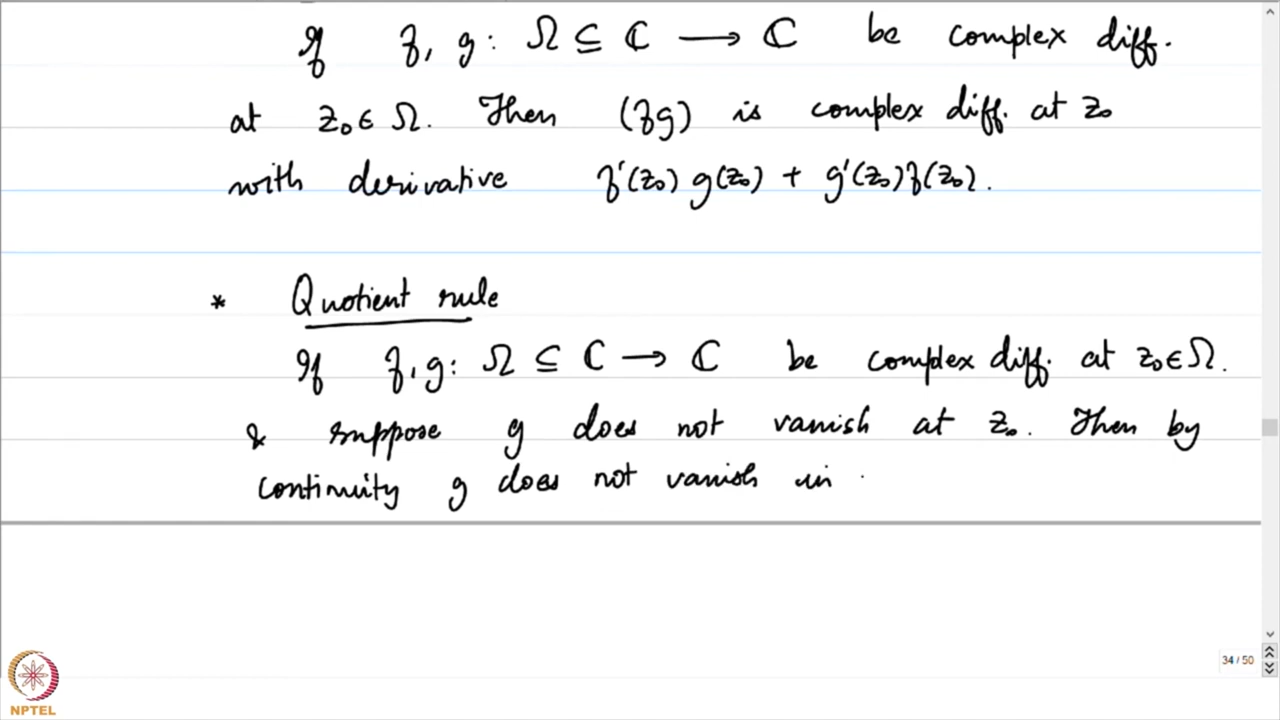 If f, g : Ω ⊆ ℂ ⟶ ℂ be complex diff.
at z₀ ∈ Ω. Then (fg) is complex diff. at z₀
with derivative f'(z₀) g(z₀) + g'(z₀) f(z₀).
* Quotient rule
If f, g : Ω ⊆ ℂ ⟶ ℂ be complex diff. at z₀ ∈ Ω.
& suppose g does not vanish at z₀. Then by
continuity g does not vanish in
34 / 50
NPTEL